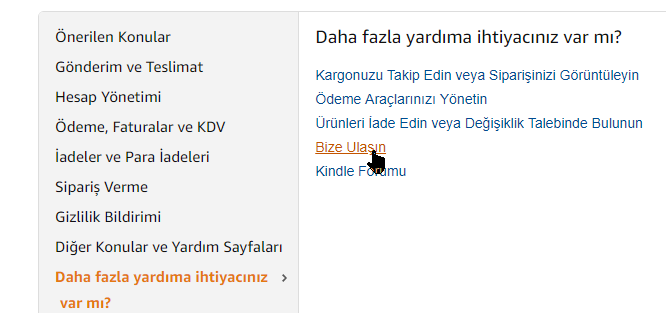 Önerilen Konular
Gönderim ve Teslimat
Hesap Yönetimi
Ödeme, Faturalar ve KDV
İadeler ve Para İadeleri
Sipariş Verme
Gizlilik Bildirimi
Diğer Konular ve Yardım Sayfaları
Daha fazla yardıma ihtiyacınız
var mı?
Daha fazla yardıma ihtiyacınız var mı?
Kargonuzu Takip Edin veya Siparişinizi Görüntüleyin
Ödeme Araçlarınızı Yönetin
Ürünleri İade Edin veya Değişiklik Talebinde Bulunun
Bize Ulaşın
Kindle Forumu